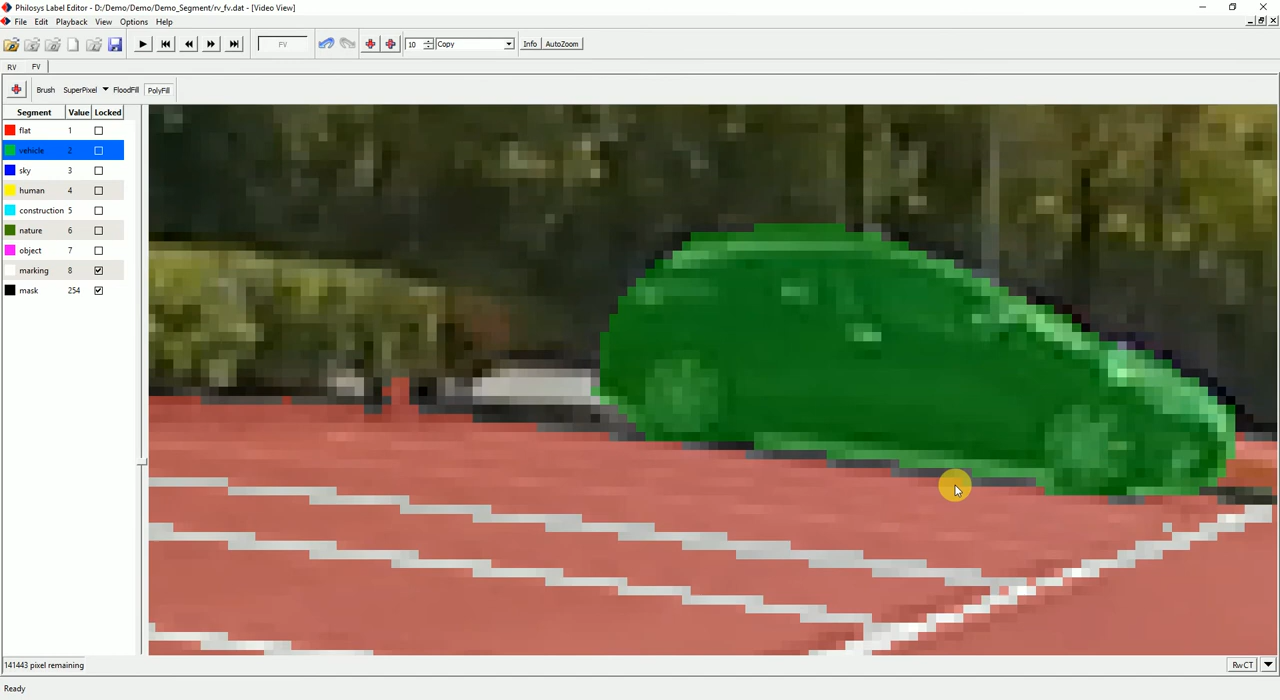 Philosys Label Editor - D:/Demo/Demo/Demo_Segment/rv_fv.dat - [Video View]
File Edit Playback View Options Help
FV 10 Copy Info AutoZoom
RV FV
Brush SuperPixel FloodFill PolyFill
Segment Value Locked
flat 1
vehicle 2
sky 3
human 4
construction 5
nature 6
object 7
marking 8
mask 254
141443 pixel remaining RwCT
Ready